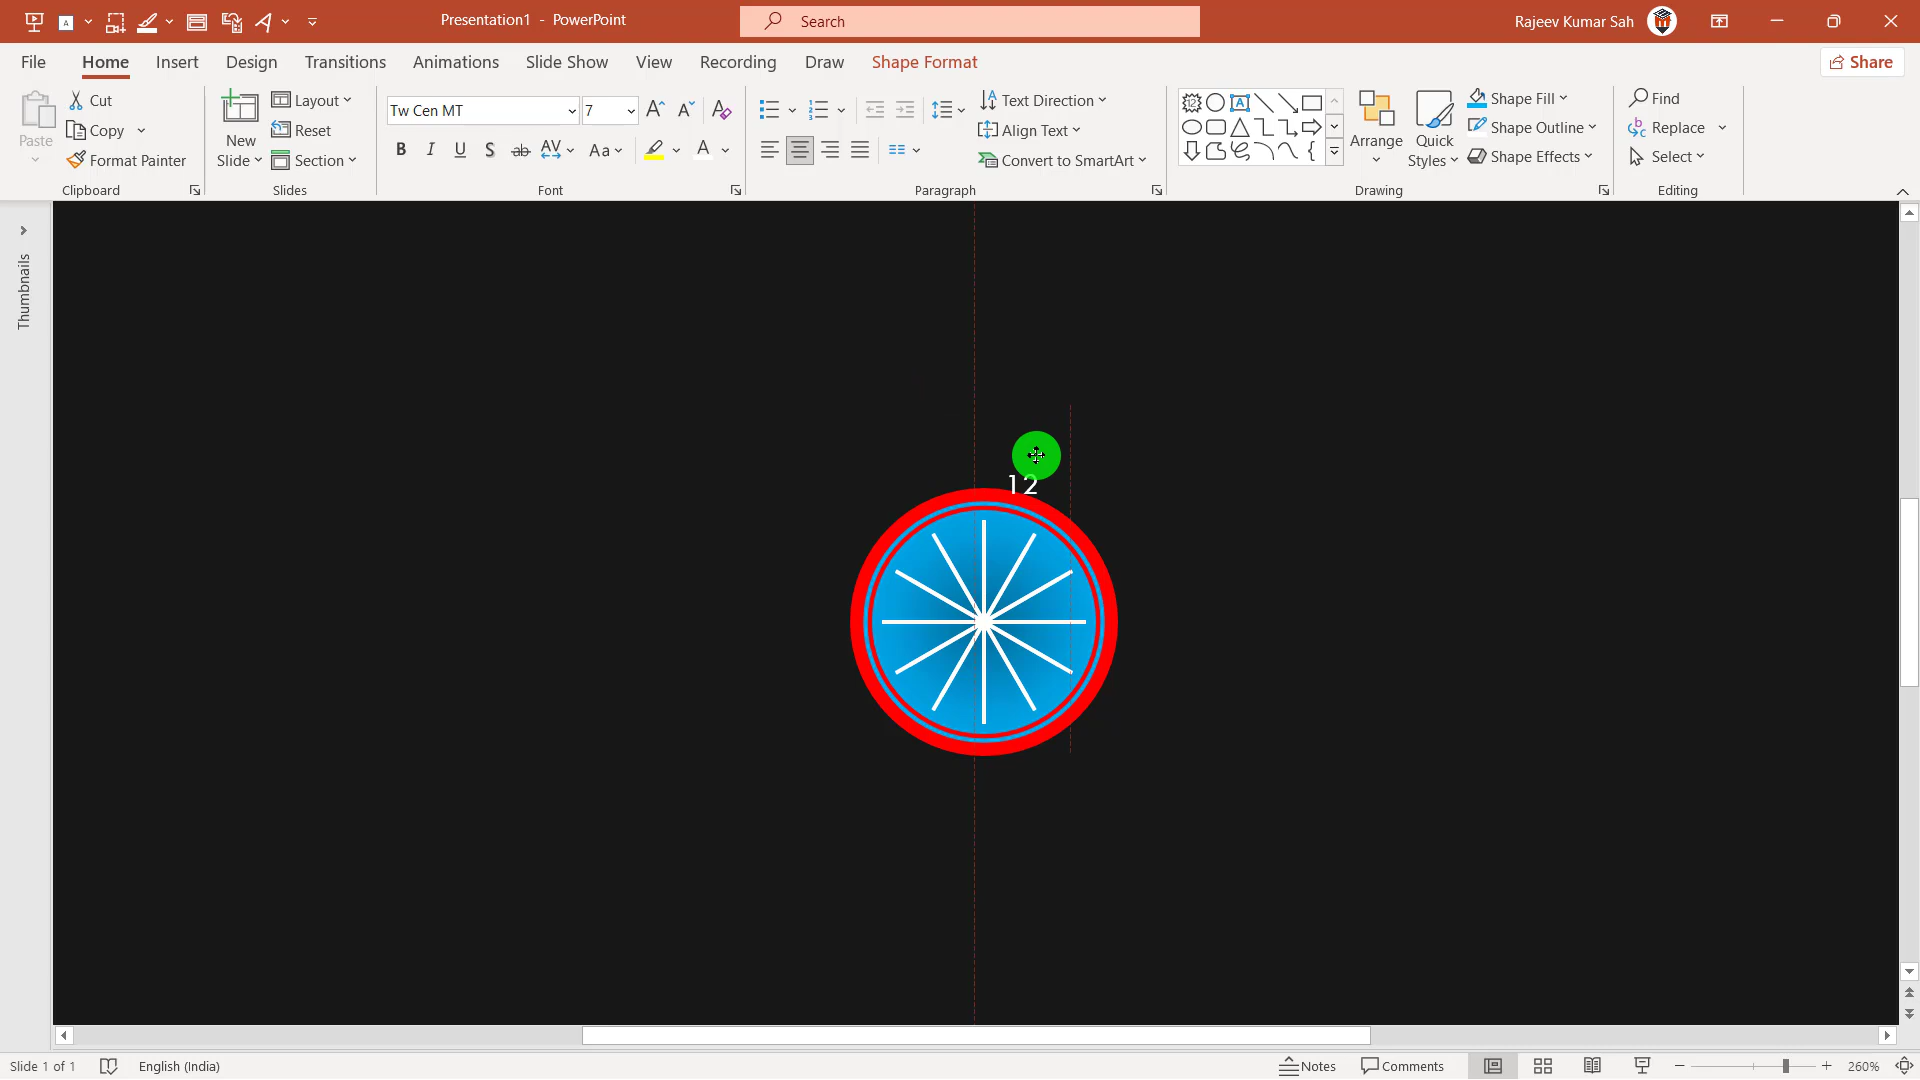 Presentation1 - PowerPoint
Search
Rajeev Kumar Sah
File Home Insert Design Transitions Animations Slide Show View Recording Draw Shape Format
Share
Paste
Cut
Copy
Format Painter
Clipboard
New Slide
Layout
Reset
Section
Slides
Tw Cen MT 7
B I U S ab AV Aa A
Font
Text Direction
Align Text
Convert to SmartArt
Paragraph
Arrange
Quick Styles
Shape Fill
Shape Outline
Shape Effects
Drawing
Find
Replace
Select
Editing
Thumbnails
12
Slide 1 of 1 English (India) Notes Comments 260%